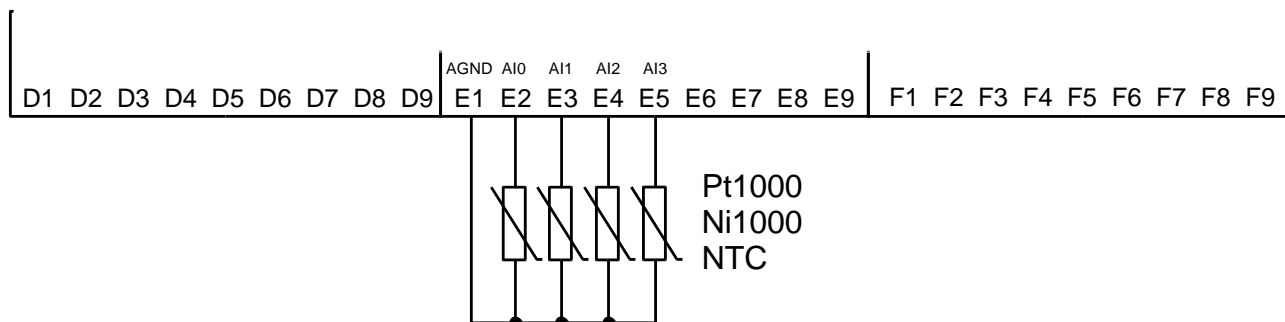 AGND AI0 AI1 AI2 AI3
D1 D2 D3 D4 D5 D6 D7 D8 D9 E1 E2 E3 E4 E5 E6 E7 E8 E9 F1 F2 F3 F4 F5 F6 F7 F8 F9
Pt1000
Ni1000
NTC